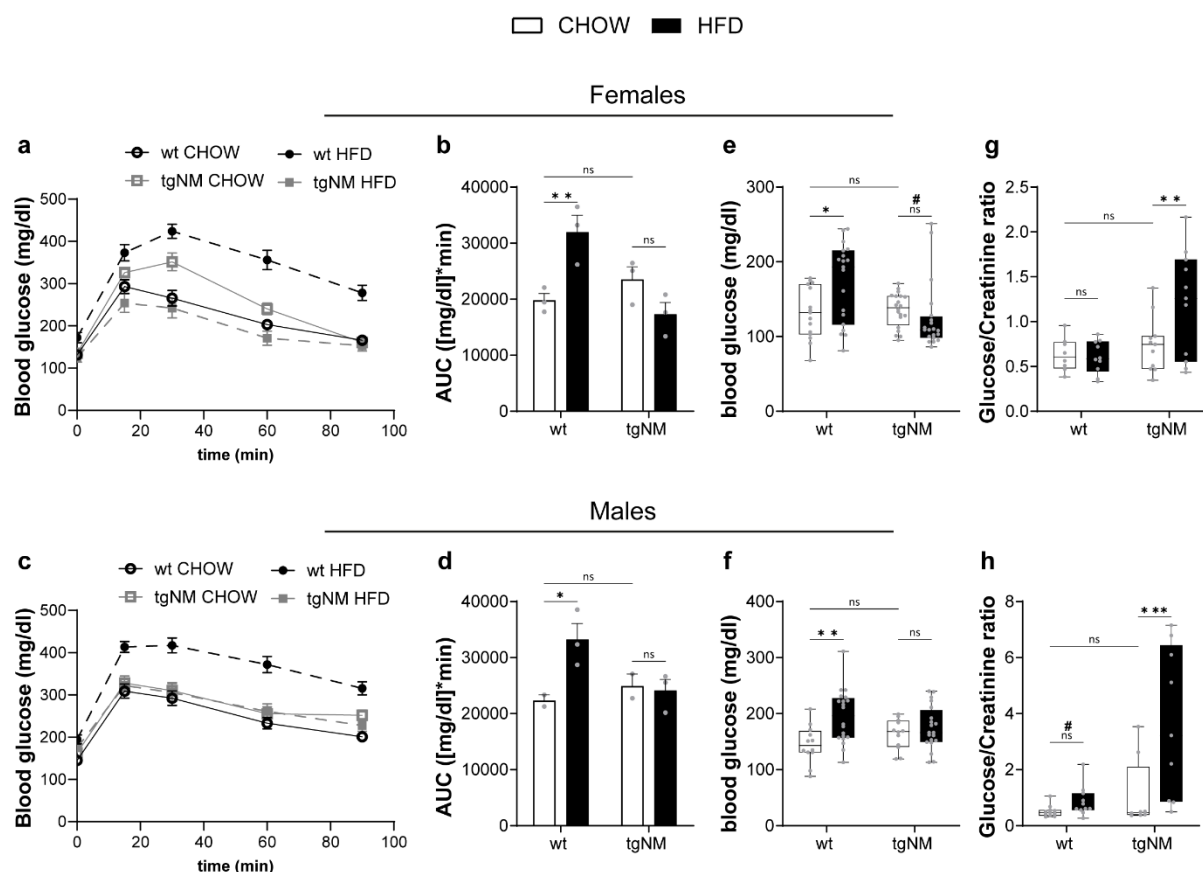 CHOW HFD
Females
a
wt CHOW wt HFD
tgNM CHOW tgNM HFD
Blood glucose (mg/dl)
500
400
300
200
100
0
0 20 40 60 80 100
time (min)
b
AUC ([mg/dl]*min)
40000
30000
20000
10000
0
ns
* *
ns
wt tgNM
e
blood glucose (mg/dl)
300
200
100
0
ns
*
#
ns
wt tgNM
g
Glucose/Creatinine ratio
2.5
2.0
1.5
1.0
0.5
0.0
* *
ns
ns
wt tgNM
Males
c
wt CHOW wt HFD
tgNM CHOW tgNM HFD
Blood glucose (mg/dl)
500
400
300
200
100
0
0 20 40 60 80 100
time (min)
d
AUC ([mg/dl]*min)
40000
30000
20000
10000
0
ns
*
ns
wt tgNM
f
blood glucose (mg/dl)
400
300
200
100
0
ns
* *
ns
wt tgNM
h
Glucose/Creatinine ratio
8
6
4
2
0
* * *
ns
#
ns
wt tgNM